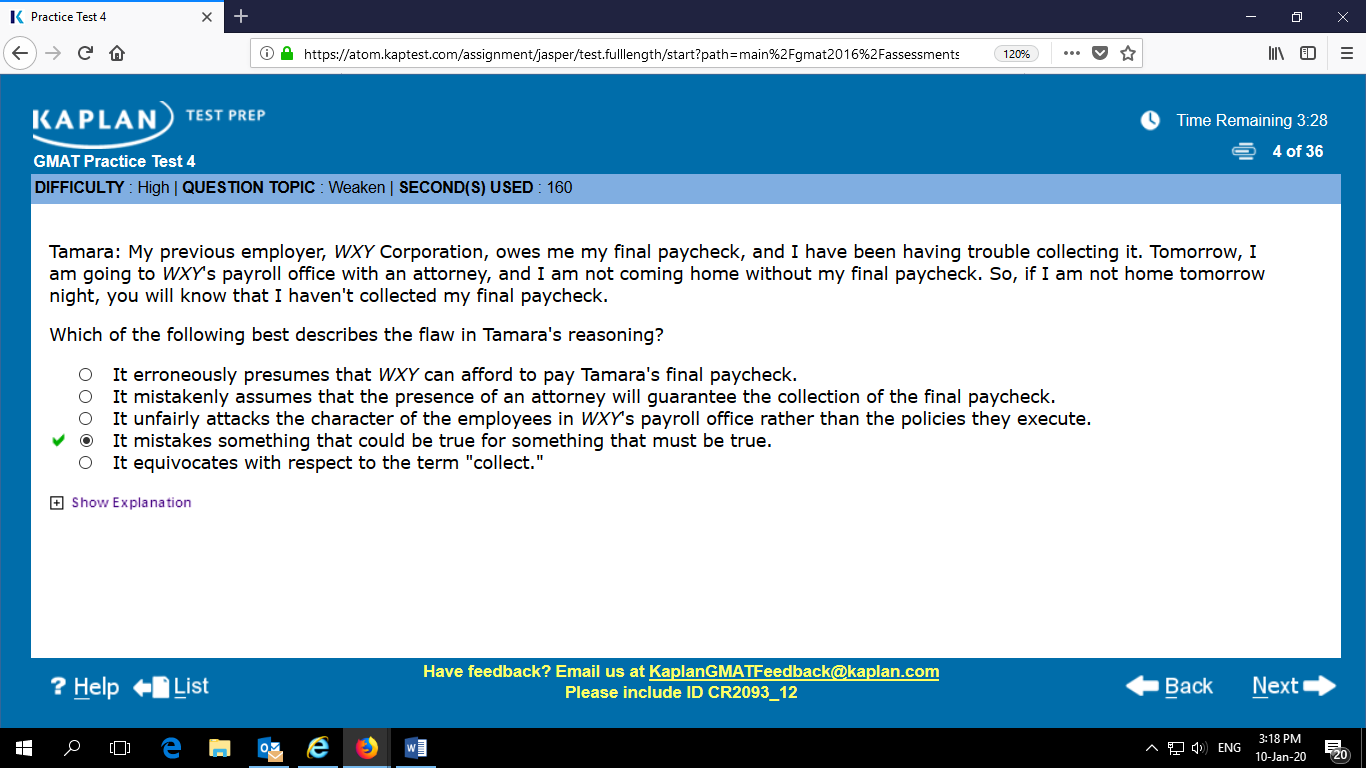 Practice Test 4
https://atom.kaptest.com/assignment/jasper/test.fulllength/start?path=main%2Fgmat2016%2Fassessments
120%
KAPLAN TEST PREP
Time Remaining 3:28
GMAT Practice Test 4
4 of 36
DIFFICULTY : High | QUESTION TOPIC : Weaken | SECOND(S) USED : 160
Tamara: My previous employer, WXY Corporation, owes me my final paycheck, and I have been having trouble collecting it. Tomorrow, I
am going to WXY's payroll office with an attorney, and I am not coming home without my final paycheck. So, if I am not home tomorrow
night, you will know that I haven't collected my final paycheck.
Which of the following best describes the flaw in Tamara's reasoning?
It erroneously presumes that WXY can afford to pay Tamara's final paycheck.
It mistakenly assumes that the presence of an attorney will guarantee the collection of the final paycheck.
It unfairly attacks the character of the employees in WXY's payroll office rather than the policies they execute.
It mistakes something that could be true for something that must be true.
It equivocates with respect to the term "collect."
Show Explanation
Have feedback? Email us at KaplanGMATFeedback@kaplan.com
Please include ID CR2093_12
? Help List
Back Next
ENG
3:18 PM
10-Jan-20
20